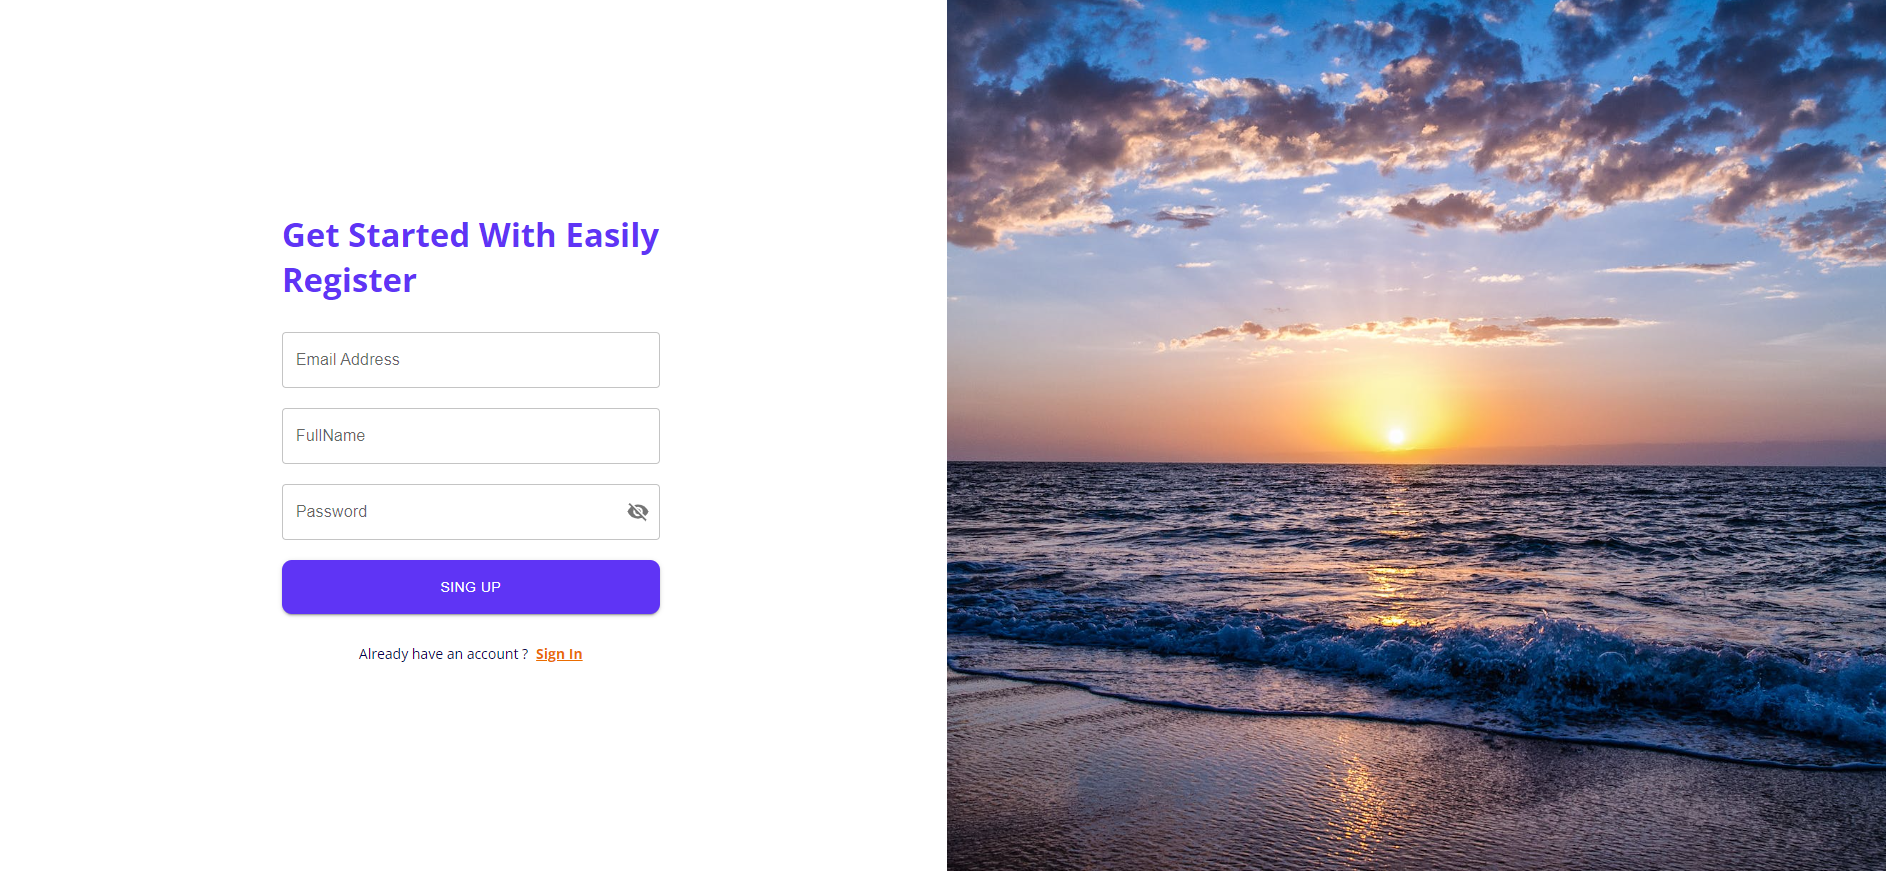 Get Started With Easily
Register
Email Address
FullName
Password
SING UP
Already have an account ? Sign In